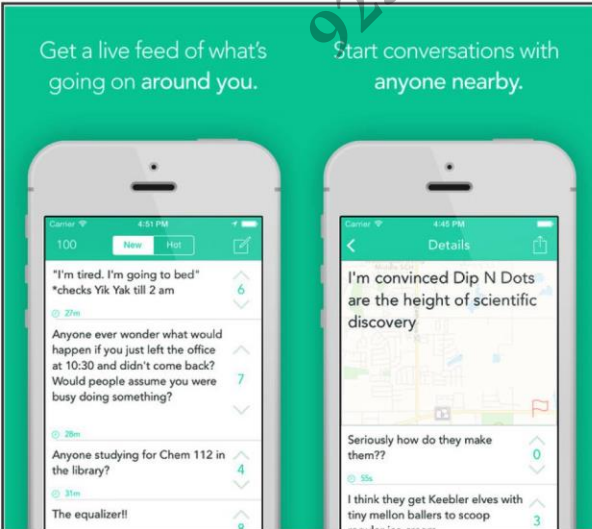 92
Get a live feed of what's
going on around you.
Start conversations with
anyone nearby.
Carrier 4:51 PM
100 New Hot
"I'm tired. I'm going to bed"
*checks Yik Yak till 2 am
6
27m
Anyone ever wonder what would
happen if you just left the office
at 10:30 and didn't come back?
Would people assume you were
busy doing something?
7
28m
Anyone studying for Chem 112 in
the library?
4
31m
The equalizer!!
8
Carrier 4:45 PM
Details
I'm convinced Dip N Dots
are the height of scientific
discovery
Seriously how do they make
them??
0
55s
I think they get Keebler elves with
tiny mellon ballers to scoop
regular ice cream
3